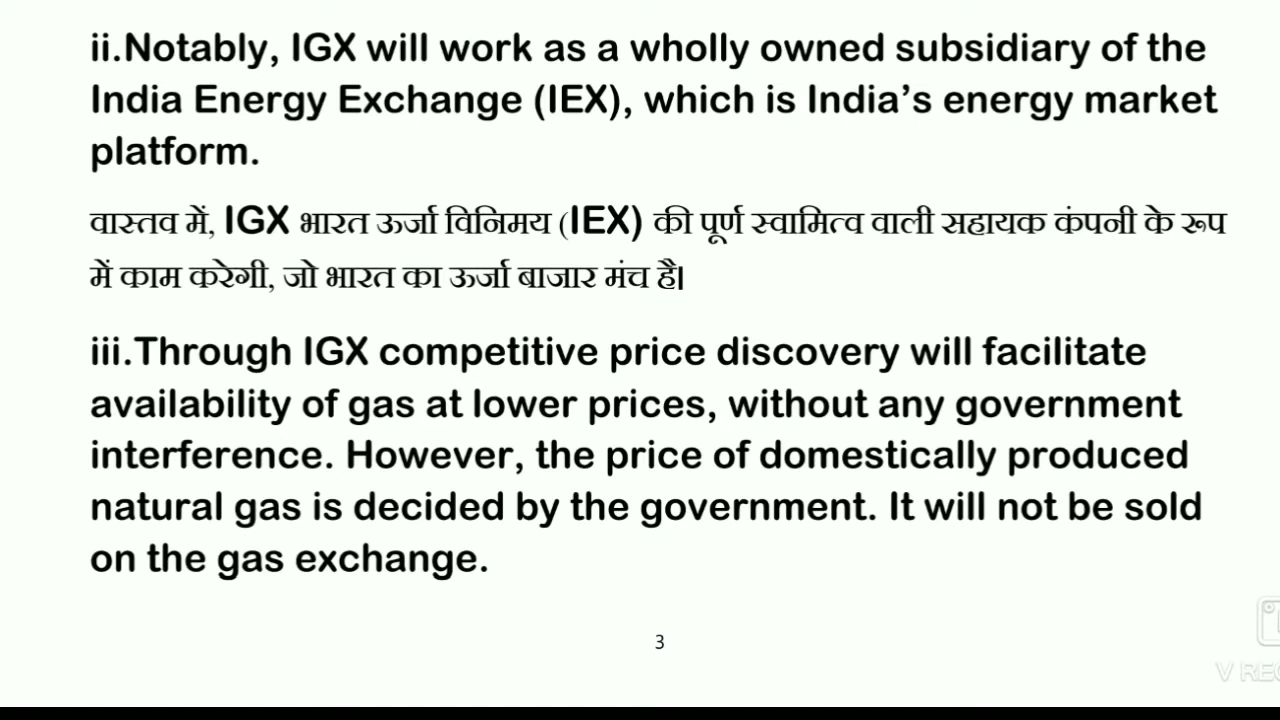 ii.Notably, IGX will work as a wholly owned subsidiary of the
India Energy Exchange (IEX), which is India’s energy market
platform.
वास्तव में, IGX भारत ऊर्जा विनिमय (IEX) की पूर्ण स्वामित्व वाली सहायक कंपनी के रूप
में काम करेगी, जो भारत का ऊर्जा बाजार मंच है।
iii.Through IGX competitive price discovery will facilitate
availability of gas at lower prices, without any government
interference. However, the price of domestically produced
natural gas is decided by the government. It will not be sold
on the gas exchange.
3